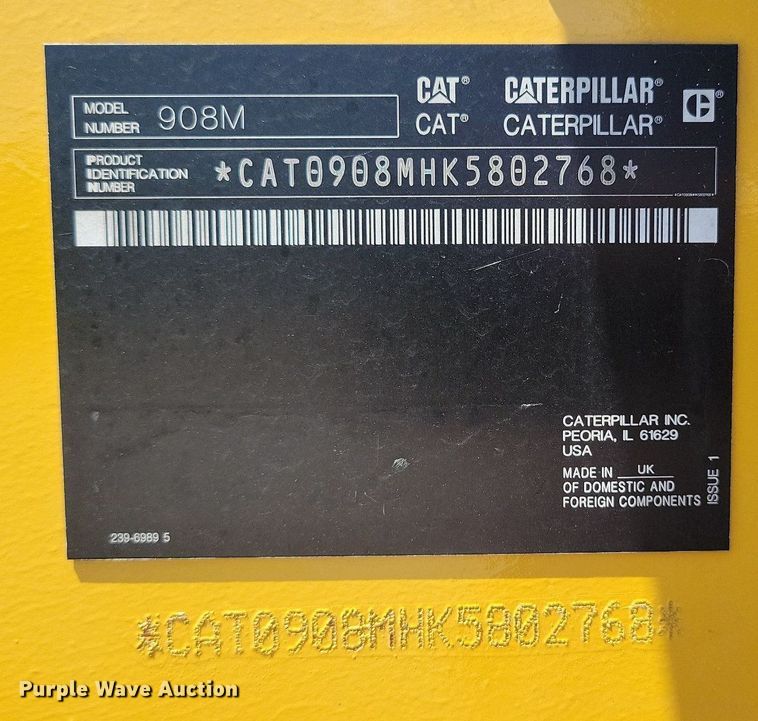 MODEL NUMBER 908M
CAT® CATERPILLAR®
CAT® CATERPILLAR®
PRODUCT IDENTIFICATION NUMBER *CAT0908MHK5802768*
*CAT0908MHK5802768*
CATERPILLAR INC.
PEORIA, IL 61629
USA
MADE IN UK
OF DOMESTIC AND
FOREIGN COMPONENTS
ISSUE 1
239-6989 5
*CAT0908MHK5802768*
Purple Wave Auction